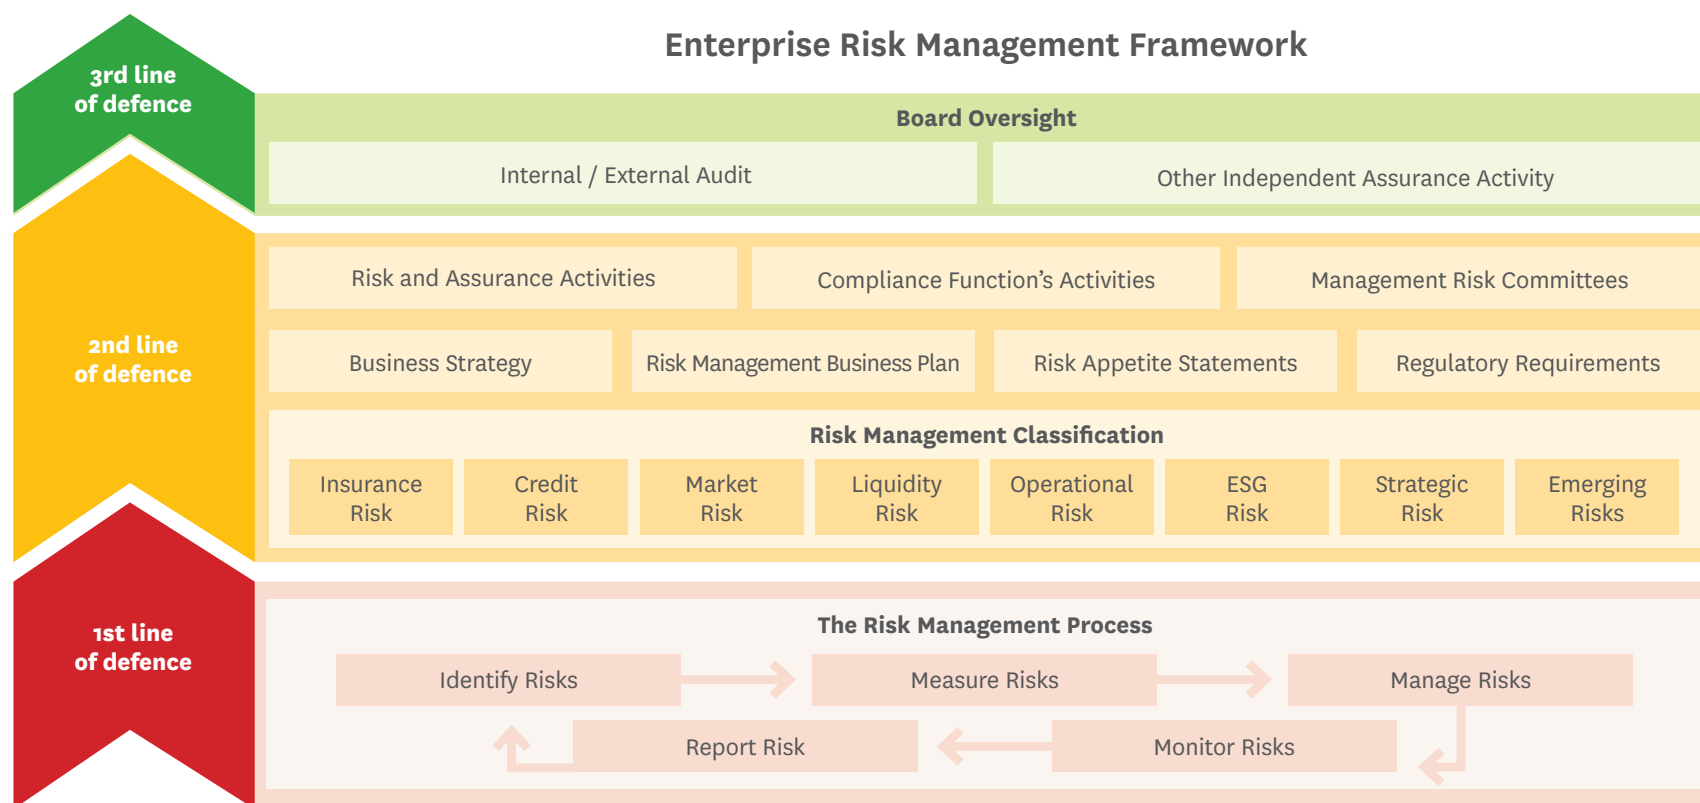 Enterprise Risk Management Framework
3rd line
of defence
Board Oversight
Internal / External Audit
Other Independent Assurance Activity
2nd line
of defence
Risk and Assurance Activities
Compliance Function’s Activities
Management Risk Committees
Business Strategy
Risk Management Business Plan
Risk Appetite Statements
Regulatory Requirements
Risk Management Classification
Insurance
Risk
Credit
Risk
Market
Risk
Liquidity
Risk
Operational
Risk
ESG
Risk
Strategic
Risk
Emerging
Risks
1st line
of defence
The Risk Management Process
Identify Risks
Measure Risks
Manage Risks
Report Risk
Monitor Risks